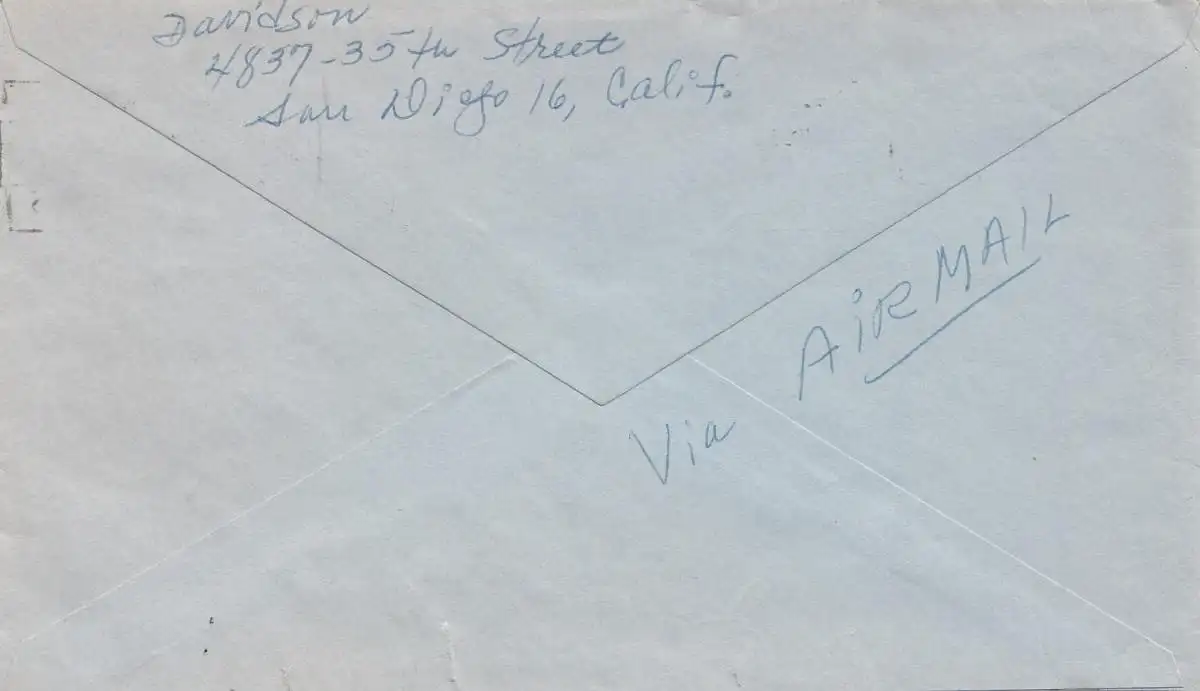 Davidson
4837-35th Street
San Diego 16, Calif.
Via AiRMAIL